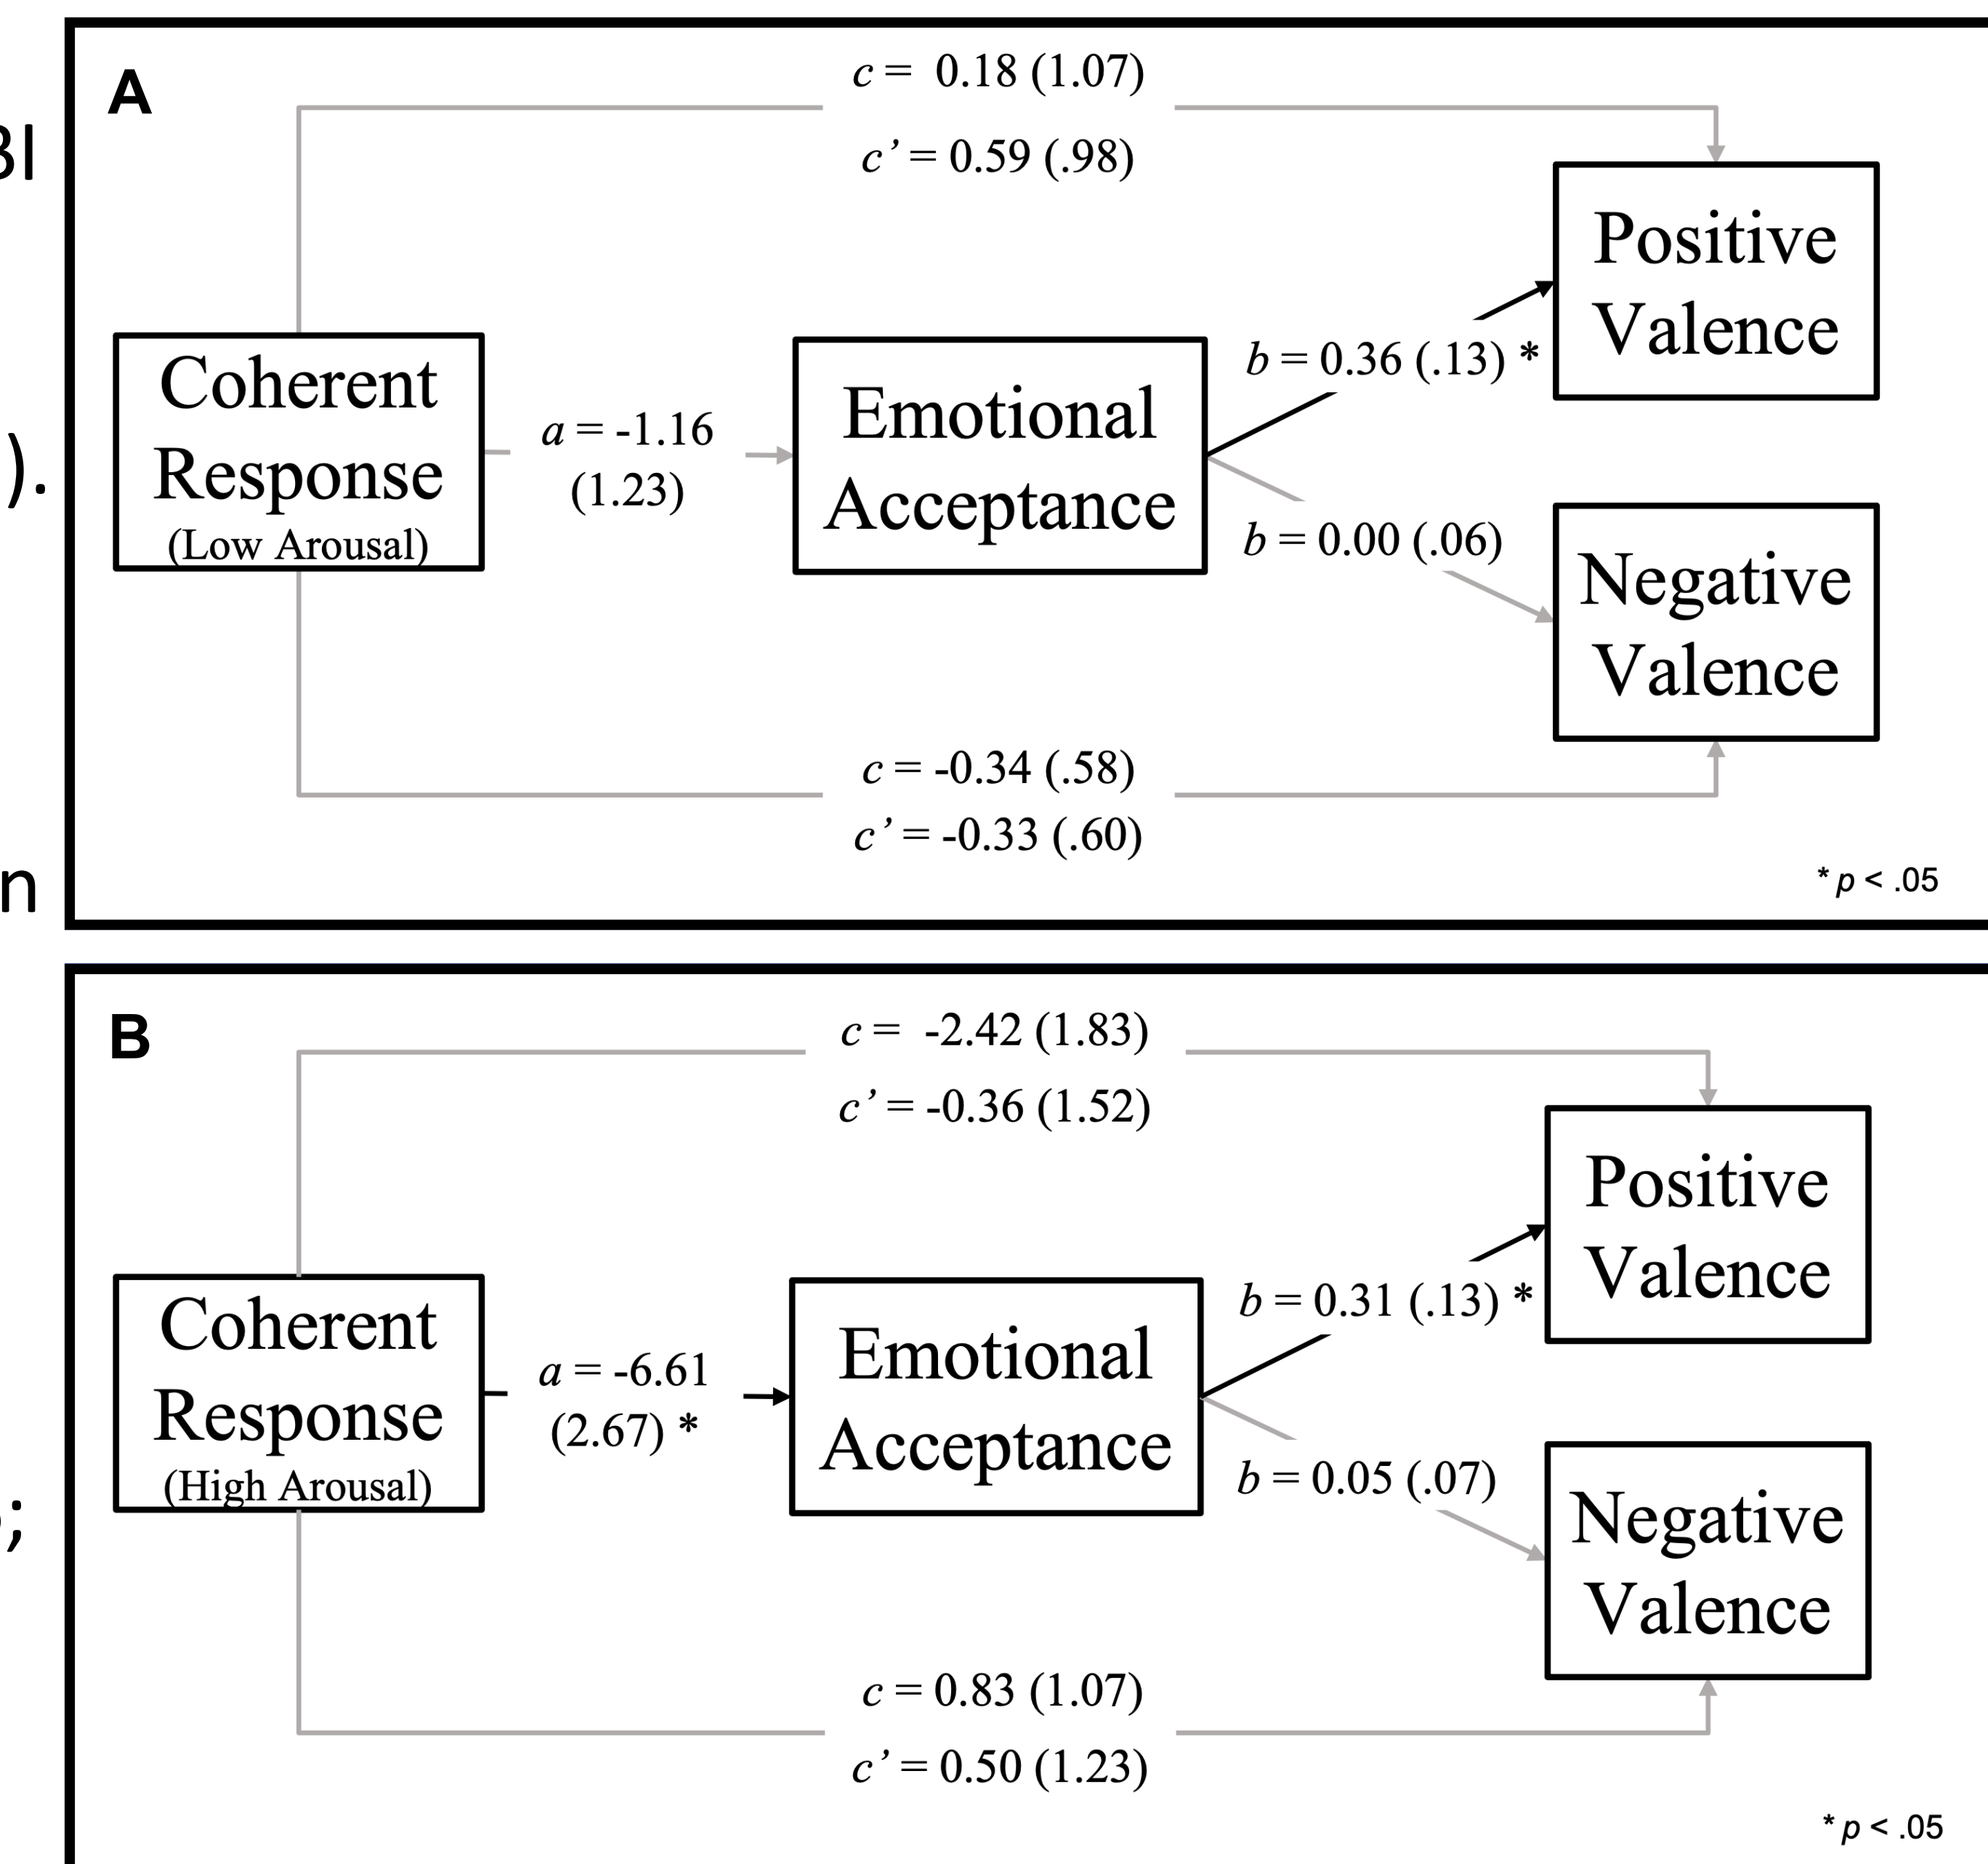 BI
).
n
;
A
c = 0.18 (1.07)
c’ = 0.59 (.98)
Coherent
Response
(Low Arousal)
a = -1.16
(1.23)
Emotional
Acceptance
b = 0.36 (.13) *
b = 0.00 (.06)
Positive
Valence
Negative
Valence
c = -0.34 (.58)
c’ = -0.33 (.60)
* p < .05
B
c = -2.42 (1.83)
c’ = -0.36 (1.52)
Coherent
Response
(High Arousal)
a = -6.61
(2.67) *
Emotional
Acceptance
b = 0.31 (.13) *
b = 0.05 (.07)
Positive
Valence
Negative
Valence
c = 0.83 (1.07)
c’ = 0.50 (1.23)
* p < .05